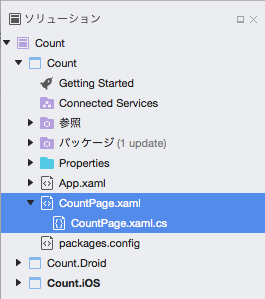 ソリューション
Count
Count
Getting Started
Connected Services
参照
パッケージ (1 update)
Properties
App.xaml
CountPage.xaml
CountPage.xaml.cs
packages.config
Count.Droid
Count.iOS